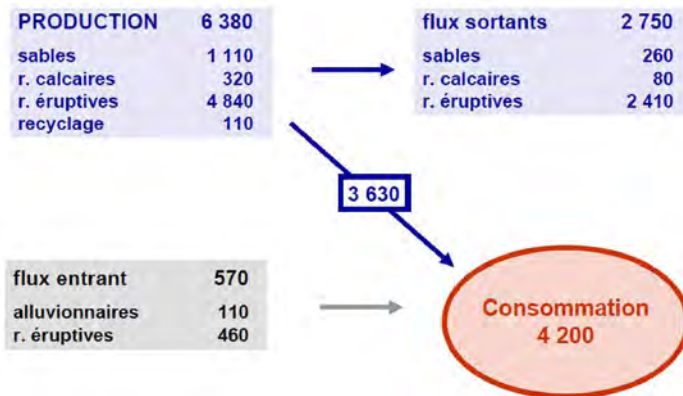 PRODUCTION 6 380
sables 1 110
r. calcaires 320
r. éruptives 4 840
recyclage 110
flux sortants 2 750
sables 260
r. calcaires 80
r. éruptives 2 410
3 630
flux entrant 570
alluvionnaires 110
r. éruptives 460
Consommation
4 200